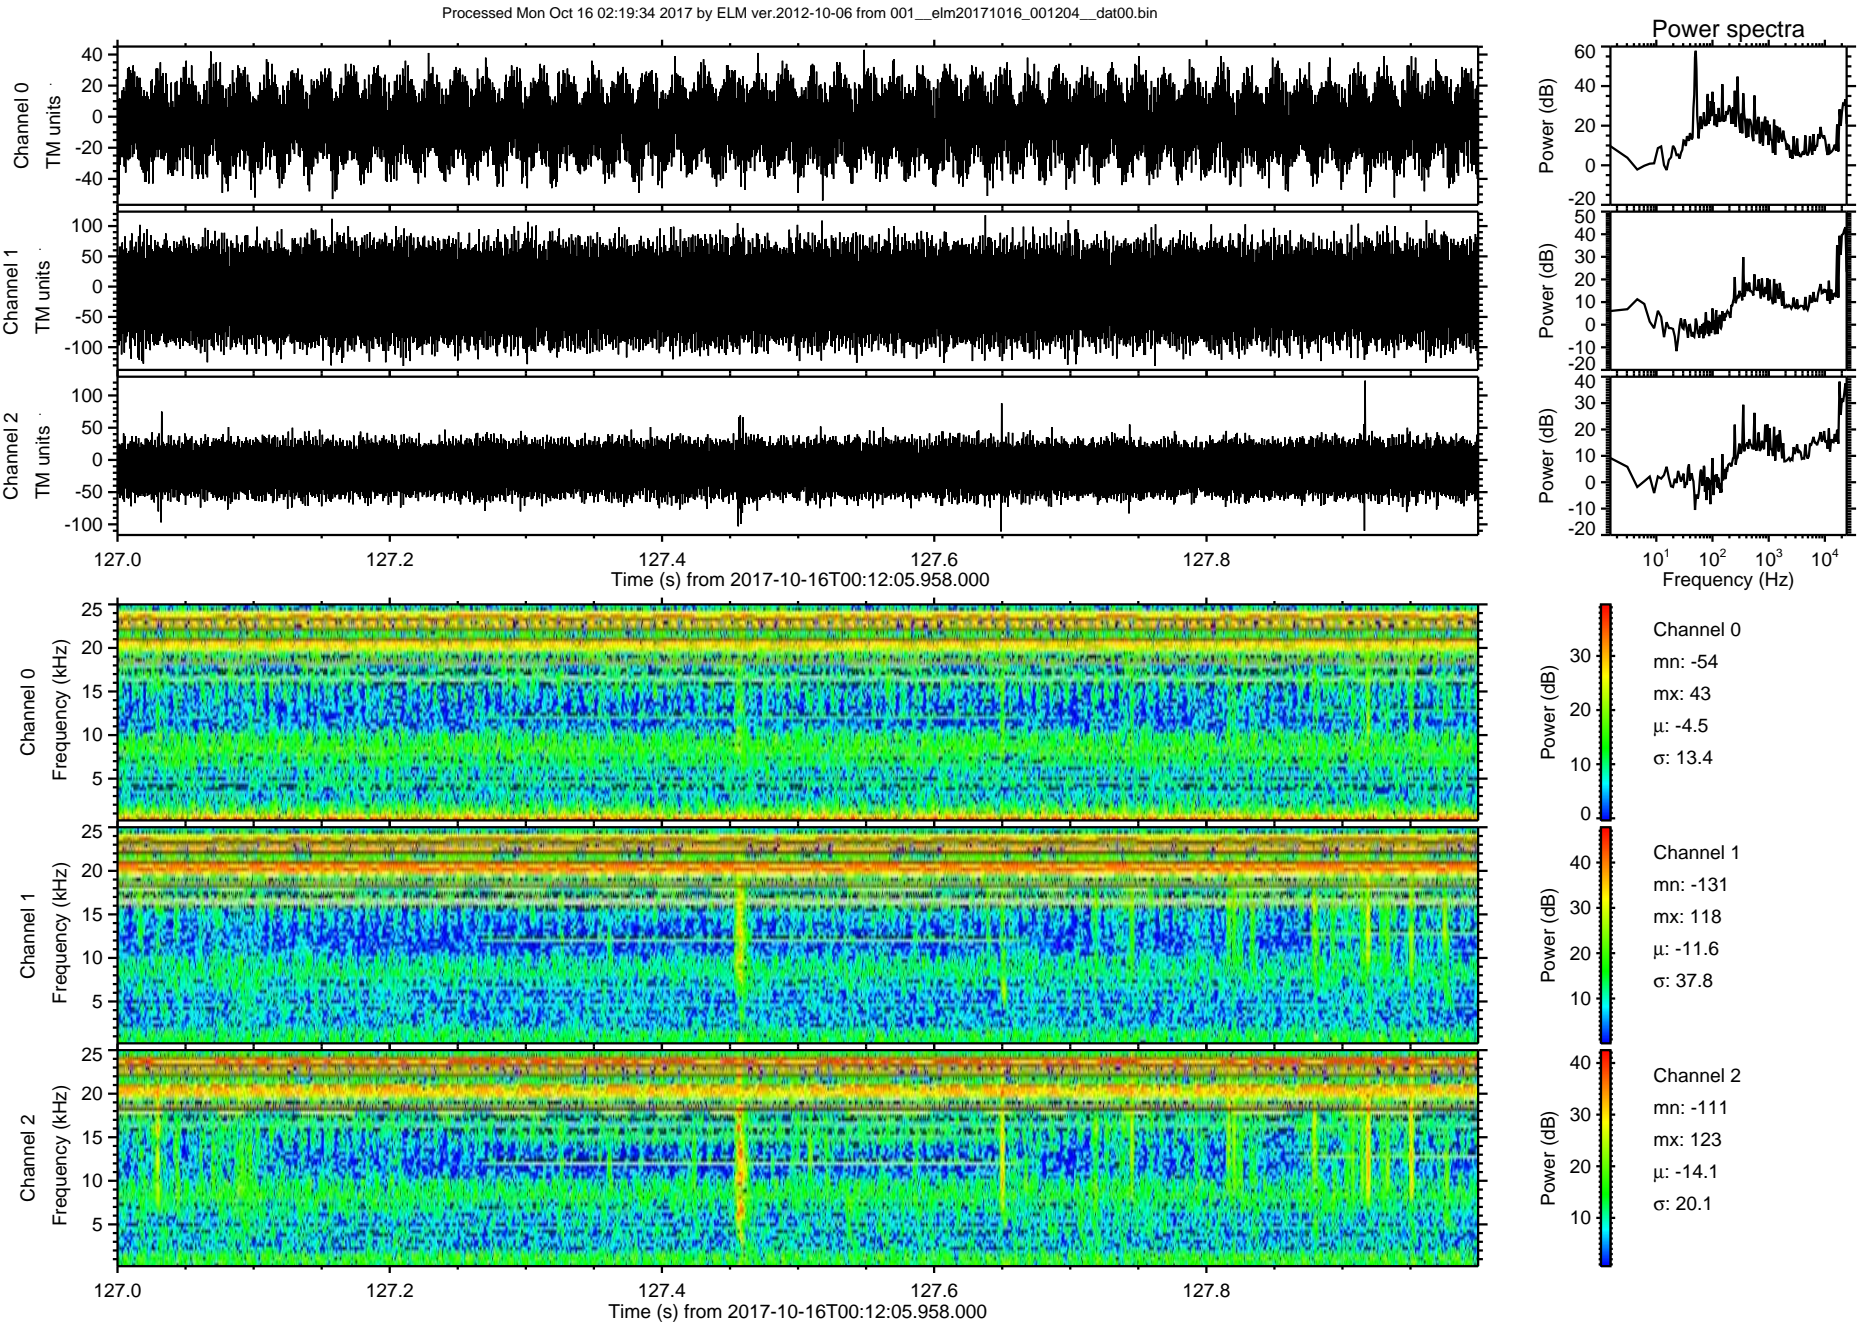 Processed Mon Oct 16 02:19:34 2017 by ELM ver.2012-10-06 from 001__elm20171016_001204__dat00.bin
Power spectra
Channel 0
TM units
40
20
0
-20
-40
Power (dB)
60
40
20
0
-20
Channel 1
TM units
100
50
0
-50
-100
Power (dB)
50
40
30
20
10
0
-10
-20
Channel 2
TM units
100
50
0
-50
-100
Power (dB)
40
30
20
10
0
-10
-20
127.0 127.2 127.4 127.6 127.8
Time (s) from 2017-10-16T00:12:05.958.000
10^1 10^2 10^3 10^4
Frequency (Hz)
Channel 0
Frequency (kHz)
25
20
15
10
5
Power (dB)
30
20
10
0
Channel 0
mn: -54
mx: 43
μ: -4.5
σ: 13.4
Channel 1
Frequency (kHz)
25
20
15
10
5
Power (dB)
40
30
20
10
Channel 1
mn: -131
mx: 118
μ: -11.6
σ: 37.8
Channel 2
Frequency (kHz)
25
20
15
10
5
Power (dB)
40
30
20
10
Channel 2
mn: -111
mx: 123
μ: -14.1
σ: 20.1
127.0 127.2 127.4 127.6 127.8
Time (s) from 2017-10-16T00:12:05.958.000